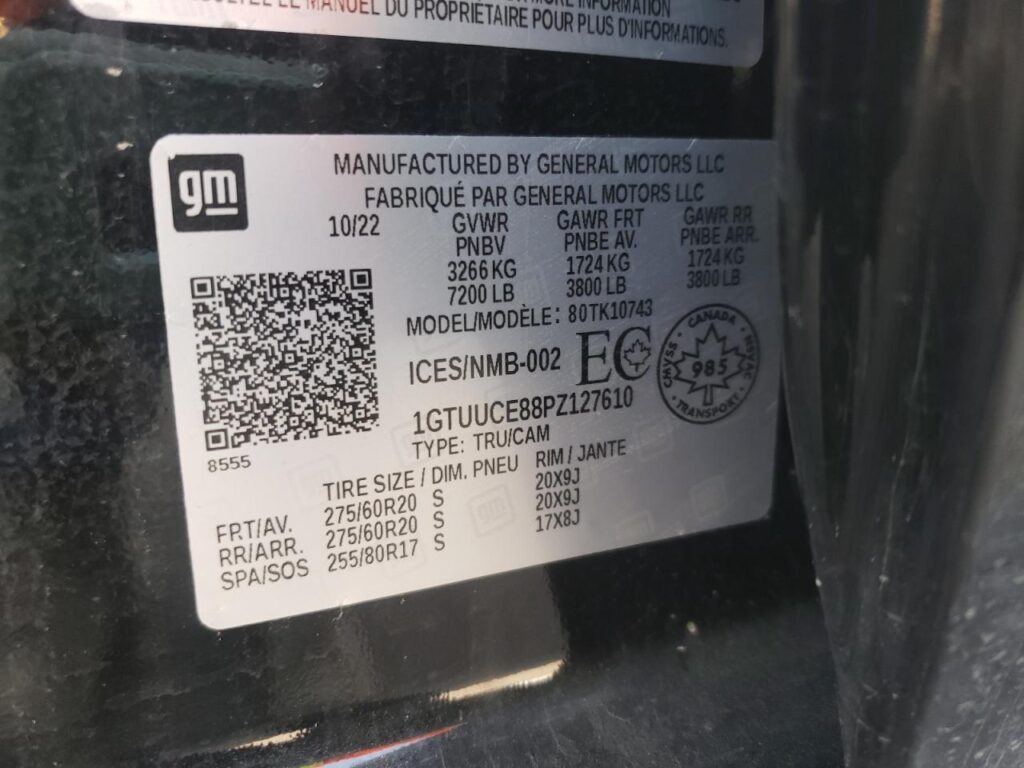 MORE INFORMATION
LE MANUEL DU PROPRIÉTAIRE POUR PLUS D'INFORMATIONS.
gm
MANUFACTURED BY GENERAL MOTORS LLC
FABRIQUÉ PAR GENERAL MOTORS LLC
10/22 GVWR GAWR FRT GAWR RR
PNBV PNBE AV. PNBE ARR.
3266 KG 1724 KG 1724 KG
7200 LB 3800 LB 3800 LB
MODEL/MODÈLE: 80TK10743
ICES/NMB-002 EC
CANADA
CMVSS 985 NSVAC
TRANSPORT
1GTUUCE88PZ127610
TYPE: TRU/CAM
8555
TIRE SIZE / DIM. PNEU RIM / JANTE
FRT/AV. 275/60R20 S 20X9J
RR/ARR. 275/60R20 S 20X9J
SPA/SOS 255/80R17 S 17X8J